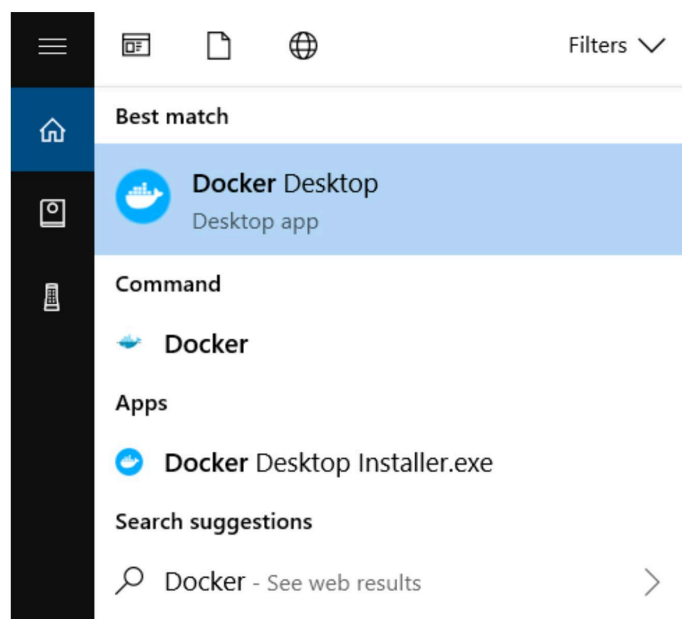 Filters
Best match
Docker Desktop
Desktop app
Command
Docker
Apps
Docker Desktop Installer.exe
Search suggestions
Docker - See web results